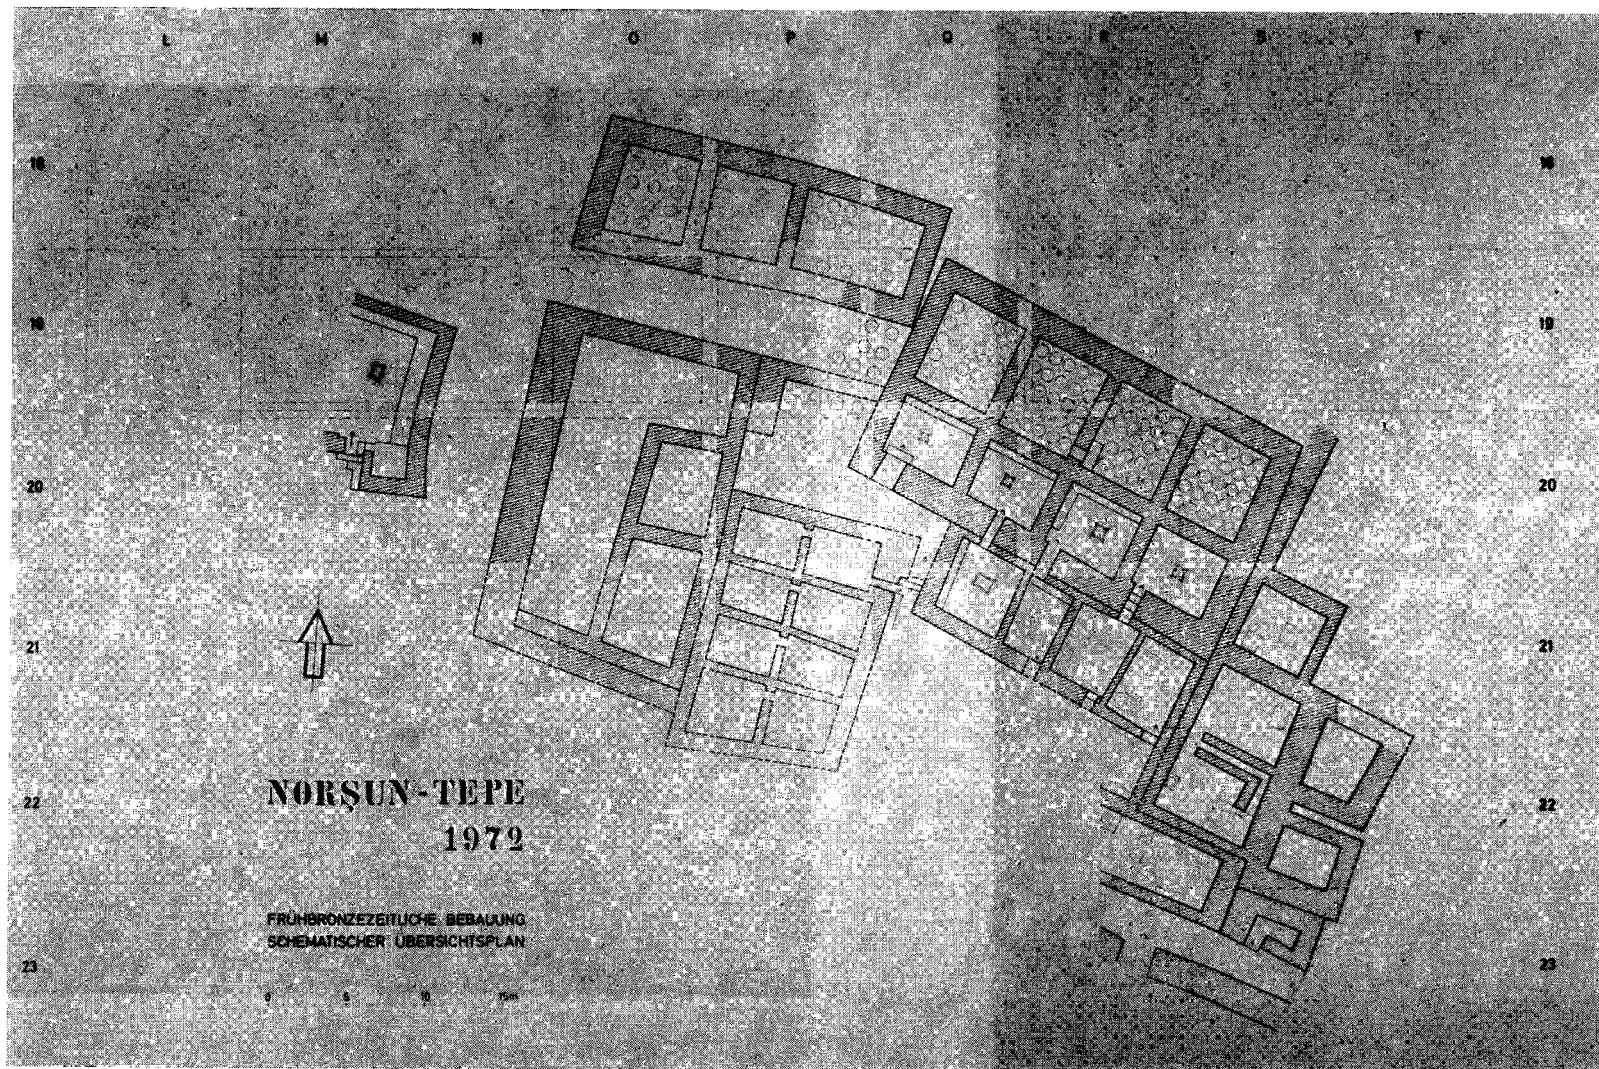 L M N O P Q R S T
18 18
19 19
20 20
21 21
22 22
23 23
NORŞUN-TEPE
1972
FRÜHBRONZEZEITLICHE BEBAUUNG
SCHEMATISCHER ÜBERSICHTSPLAN
0 5 10 15m